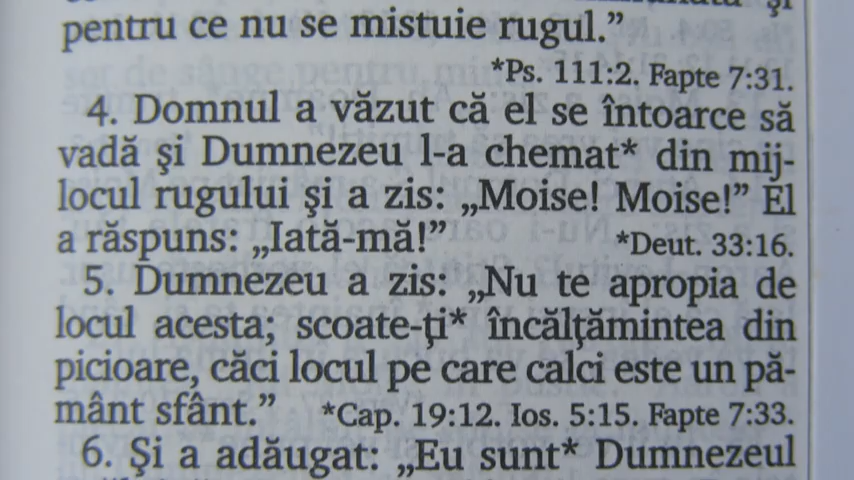 pentru ce nu se mistuie rugul.”
*Ps. 111:2. Fapte 7:31.
4. Domnul a văzut că el se întoarce să
vadă şi Dumnezeu l-a chemat* din mij-
locul rugului şi a zis: „Moise! Moise!” El
a răspuns: „Iată-mă!” *Deut. 33:16.
5. Dumnezeu a zis: „Nu te apropia de
locul acesta; scoate-ţi* încălţămintea din
picioare, căci locul pe care calci este un pă-
mânt sfânt.” *Cap. 19:12. Ios. 5:15. Fapte 7:33.
6. Şi a adăugat: „Eu sunt* Dumnezeul